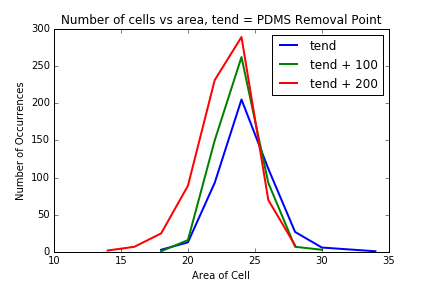 Number of cells vs area, tend = PDMS Removal Point
300
250
200
150
100
50
0
Number of Occurrences
tend
tend + 100
tend + 200
10 15 20 25 30 35
Area of Cell